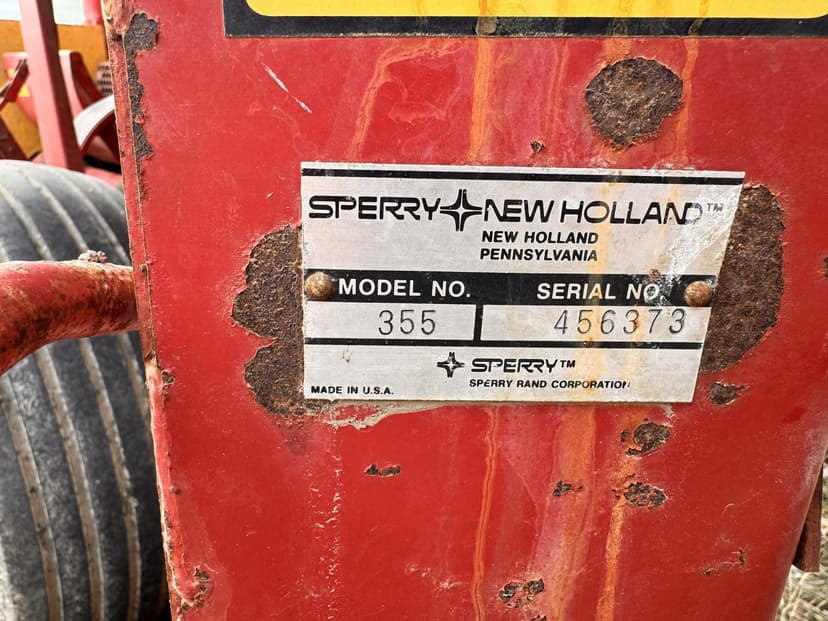 SPERRY NEW HOLLAND™
NEW HOLLAND
PENNSYLVANIA
MODEL NO. SERIAL NO.
355 456373
SPERRY™
SPERRY RAND CORPORATION
MADE IN U.S.A.